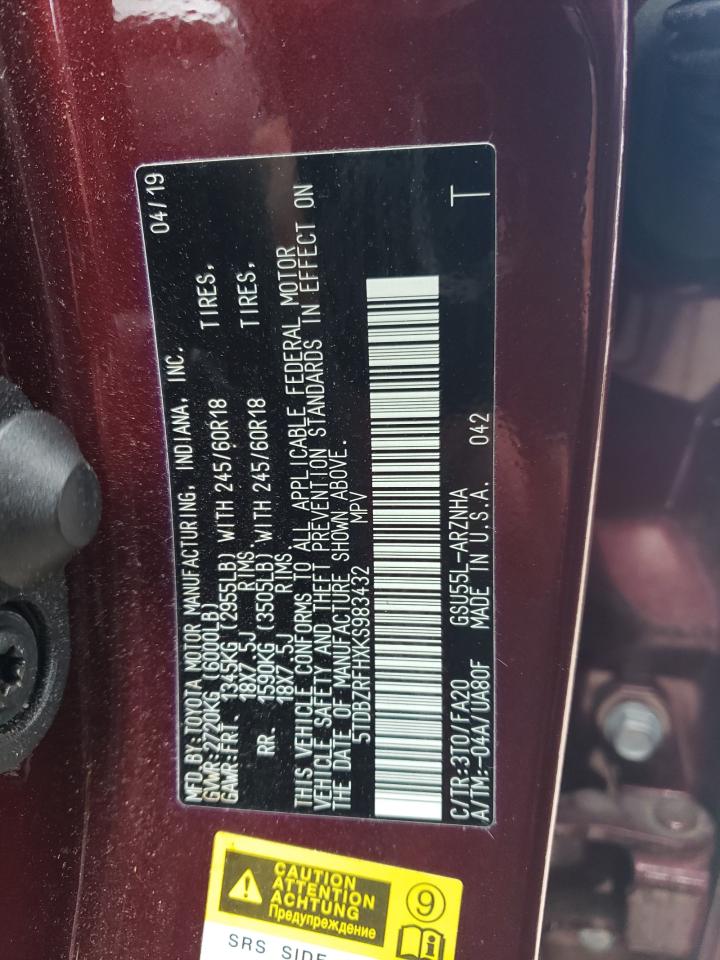 MFD.BY:TOYOTA MOTOR MANUFACTURING, INDIANA, INC. 04/19
GVWR:2720KG (6000LB)
GAWR:FRT. 1345KG (2955LB) WITH 245/60R18 TIRES,
18X7.5J RIMS.
RR. 1590KG (3505LB) WITH 245/60R18 TIRES,
18X7.5J RIMS.
THIS VEHICLE CONFORMS TO ALL APPLICABLE FEDERAL MOTOR
VEHICLE SAFETY AND THEFT PREVENTION STANDARDS IN EFFECT ON
THE DATE OF MANUFACTURE SHOWN ABOVE.
5TDBZRFHXKS983432 MPV
C/TR:3T0/FA20 GSU55L-ARZNHA
A/TM:-04A/UA80F MADE IN U.S.A. 042 T
CAUTION
ATTENTION
ACHTUNG
Предупреждение
9
SRS SIDE